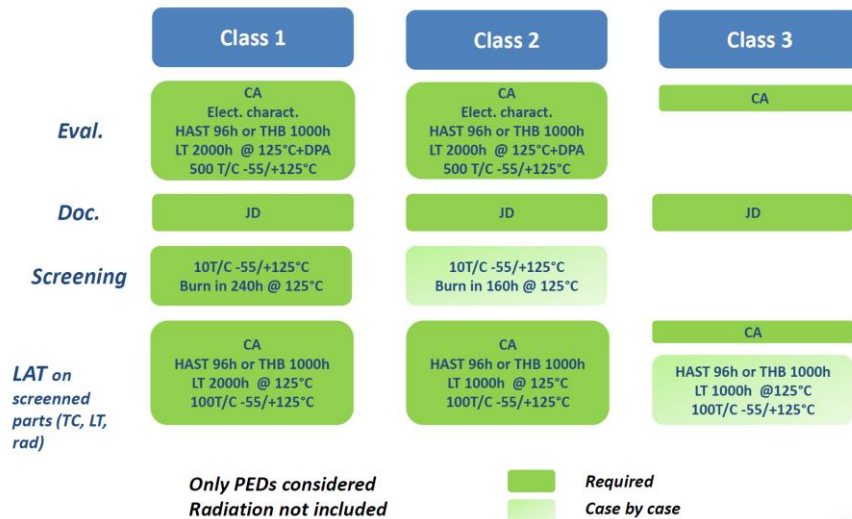 Class 1
Class 2
Class 3
Eval.
CA
Elect. charact.
HAST 96h or THB 1000h
LT 2000h @ 125°C+DPA
500 T/C -55/+125°C
CA
Elect. charact.
HAST 96h or THB 1000h
LT 2000h @ 125°C+DPA
500 T/C -55/+125°C
CA
Doc.
JD
JD
JD
Screening
10T/C -55/+125°C
Burn in 240h @ 125°C
10T/C -55/+125°C
Burn in 160h @ 125°C
LAT on
screenned
parts (TC, LT,
rad)
CA
HAST 96h or THB 1000h
LT 2000h @ 125°C
100T/C -55/+125°C
CA
HAST 96h or THB 1000h
LT 1000h @ 125°C
100T/C -55/+125°C
CA
HAST 96h or THB 1000h
LT 1000h @125°C
100T/C -55/+125°C
Only PEDs considered
Radiation not included
Required
Case by case